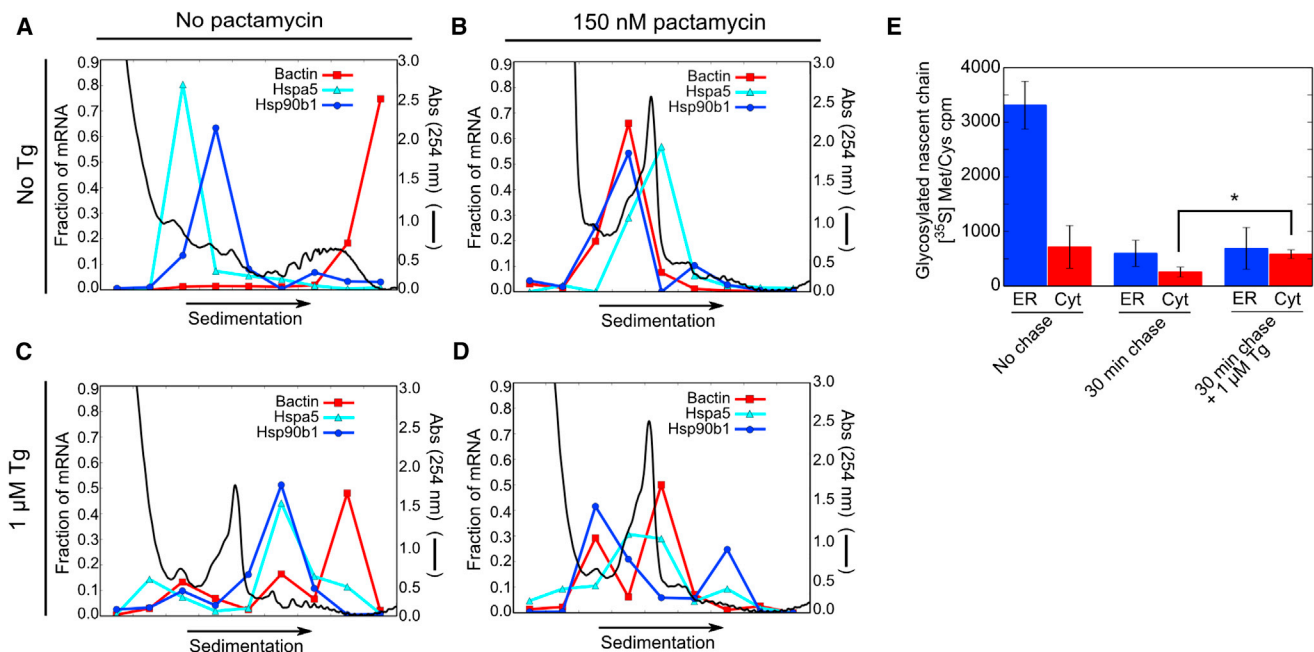 No pactamycin
150 nM pactamycin
No Tg
1 µM Tg
A
0.9
0.8
0.7
0.6
0.5
0.4
0.3
0.2
0.1
0.0
Fraction of mRNA
Bactin
Hspa5
Hsp90b1
3.0
2.5
2.0
1.5
1.0
0.5
0.0
Abs (254 nm) (—)
Sedimentation
B
0.9
0.8
0.7
0.6
0.5
0.4
0.3
0.2
0.1
0.0
Fraction of mRNA
Bactin
Hspa5
Hsp90b1
3.0
2.5
2.0
1.5
1.0
0.5
0.0
Abs (254 nm) (—)
Sedimentation
C
0.9
0.8
0.7
0.6
0.5
0.4
0.3
0.2
0.1
0.0
Fraction of mRNA
Bactin
Hspa5
Hsp90b1
3.0
2.5
2.0
1.5
1.0
0.5
0.0
Abs (254 nm) (—)
Sedimentation
D
0.9
0.8
0.7
0.6
0.5
0.4
0.3
0.2
0.1
0.0
Fraction of mRNA
Bactin
Hspa5
Hsp90b1
3.0
2.5
2.0
1.5
1.0
0.5
0.0
Abs (254 nm) (—)
Sedimentation
E
Glycosylated nascent chain
[³⁵S] Met/Cys cpm
4000
3000
2000
1000
0
*
ER Cyt ER Cyt ER Cyt
No chase
30 min chase
30 min chase
+ 1 µM Tg